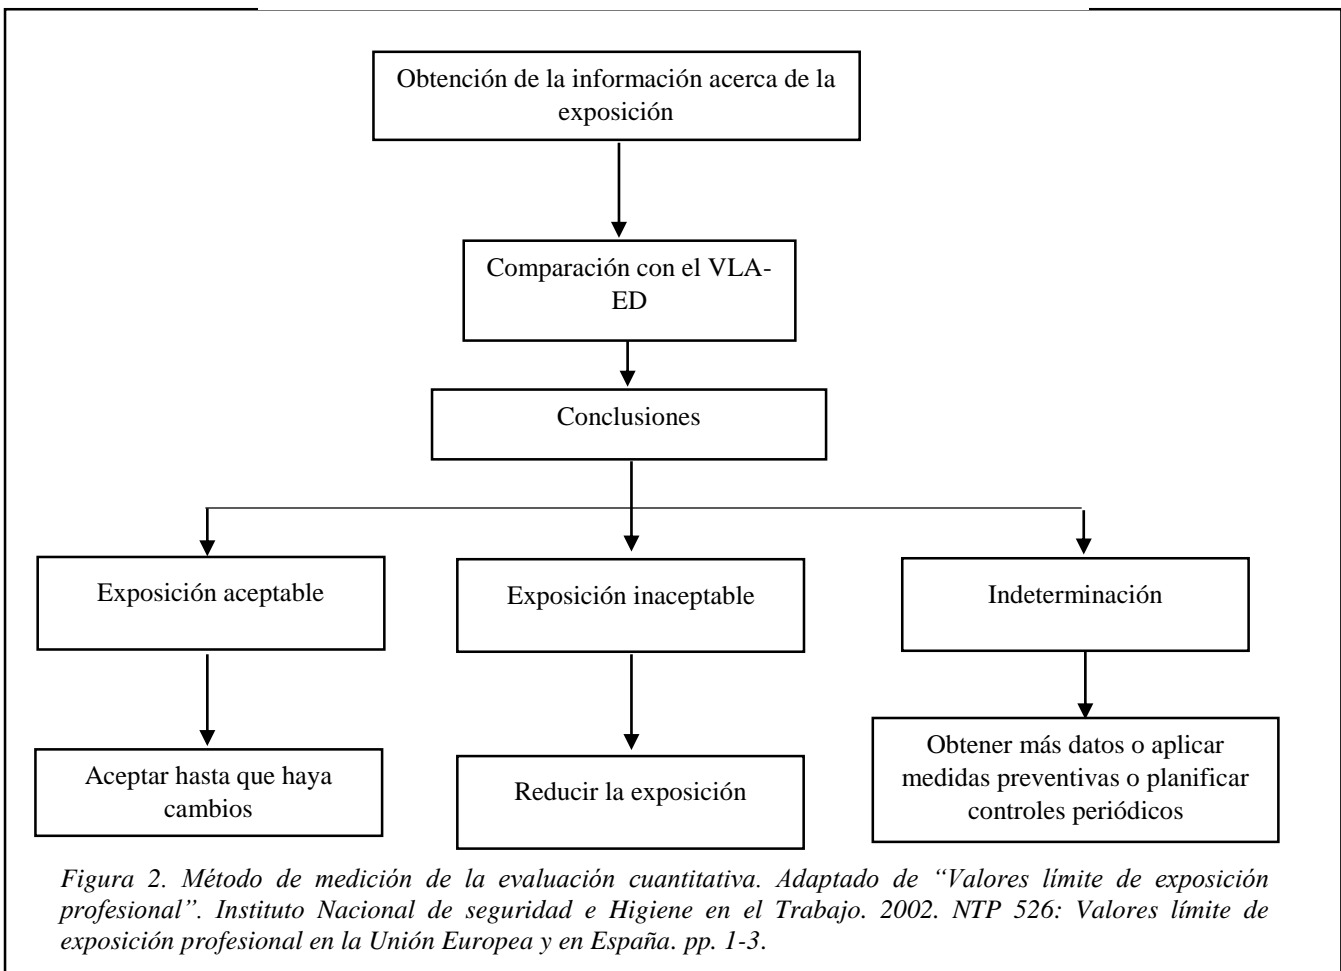 Obtención de la información acerca de la
exposición
Comparación con el VLA-
ED
Conclusiones
Exposición aceptable
Exposición inaceptable
Indeterminación
Aceptar hasta que haya
cambios
Reducir la exposición
Obtener más datos o aplicar
medidas preventivas o planificar
controles periódicos
Figura 2. Método de medición de la evaluación cuantitativa. Adaptado de “Valores límite de exposición
profesional”. Instituto Nacional de seguridad e Higiene en el Trabajo. 2002. NTP 526: Valores límite de
exposición profesional en la Unión Europea y en España. pp. 1-3.